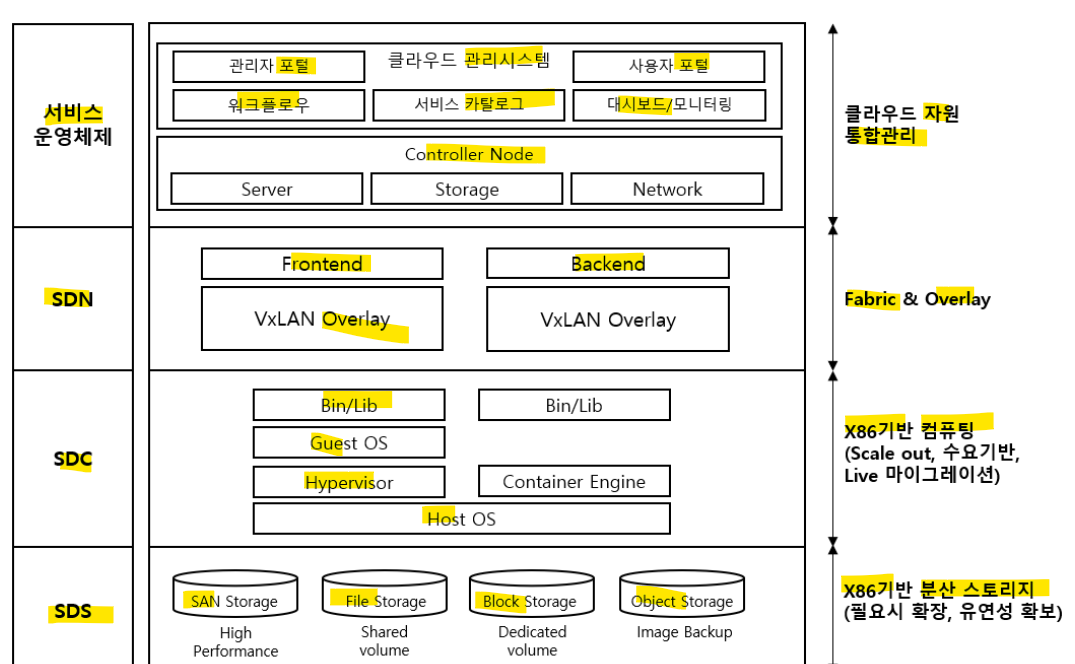 서비스
운영체제
클라우드 관리시스템
관리자 포털
사용자 포털
워크플로우
서비스 카탈로그
대시보드/모니터링
Controller Node
Server
Storage
Network
클라우드 자원
통합관리
SDN
Frontend
Backend
VxLAN Overlay
VxLAN Overlay
Fabric & Overlay
SDC
Bin/Lib
Bin/Lib
Guest OS
Hypervisor
Container Engine
Host OS
X86기반 컴퓨팅
(Scale out, 수요기반,
Live 마이그레이션)
SDS
SAN Storage
File Storage
Block Storage
Object Storage
High
Performance
Shared
volume
Dedicated
volume
Image Backup
X86기반 분산 스토리지
(필요시 확장, 유연성 확보)